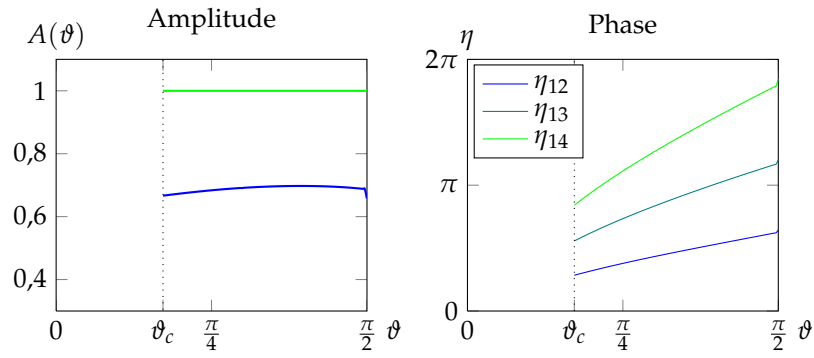 Amplitude
A(ϑ)
1
0,8
0,6
0,4
0
ϑc
π/4
π/2
ϑ
Phase
η
2π
π
0
η12
η13
η14
0
ϑc
π/4
π/2
ϑ